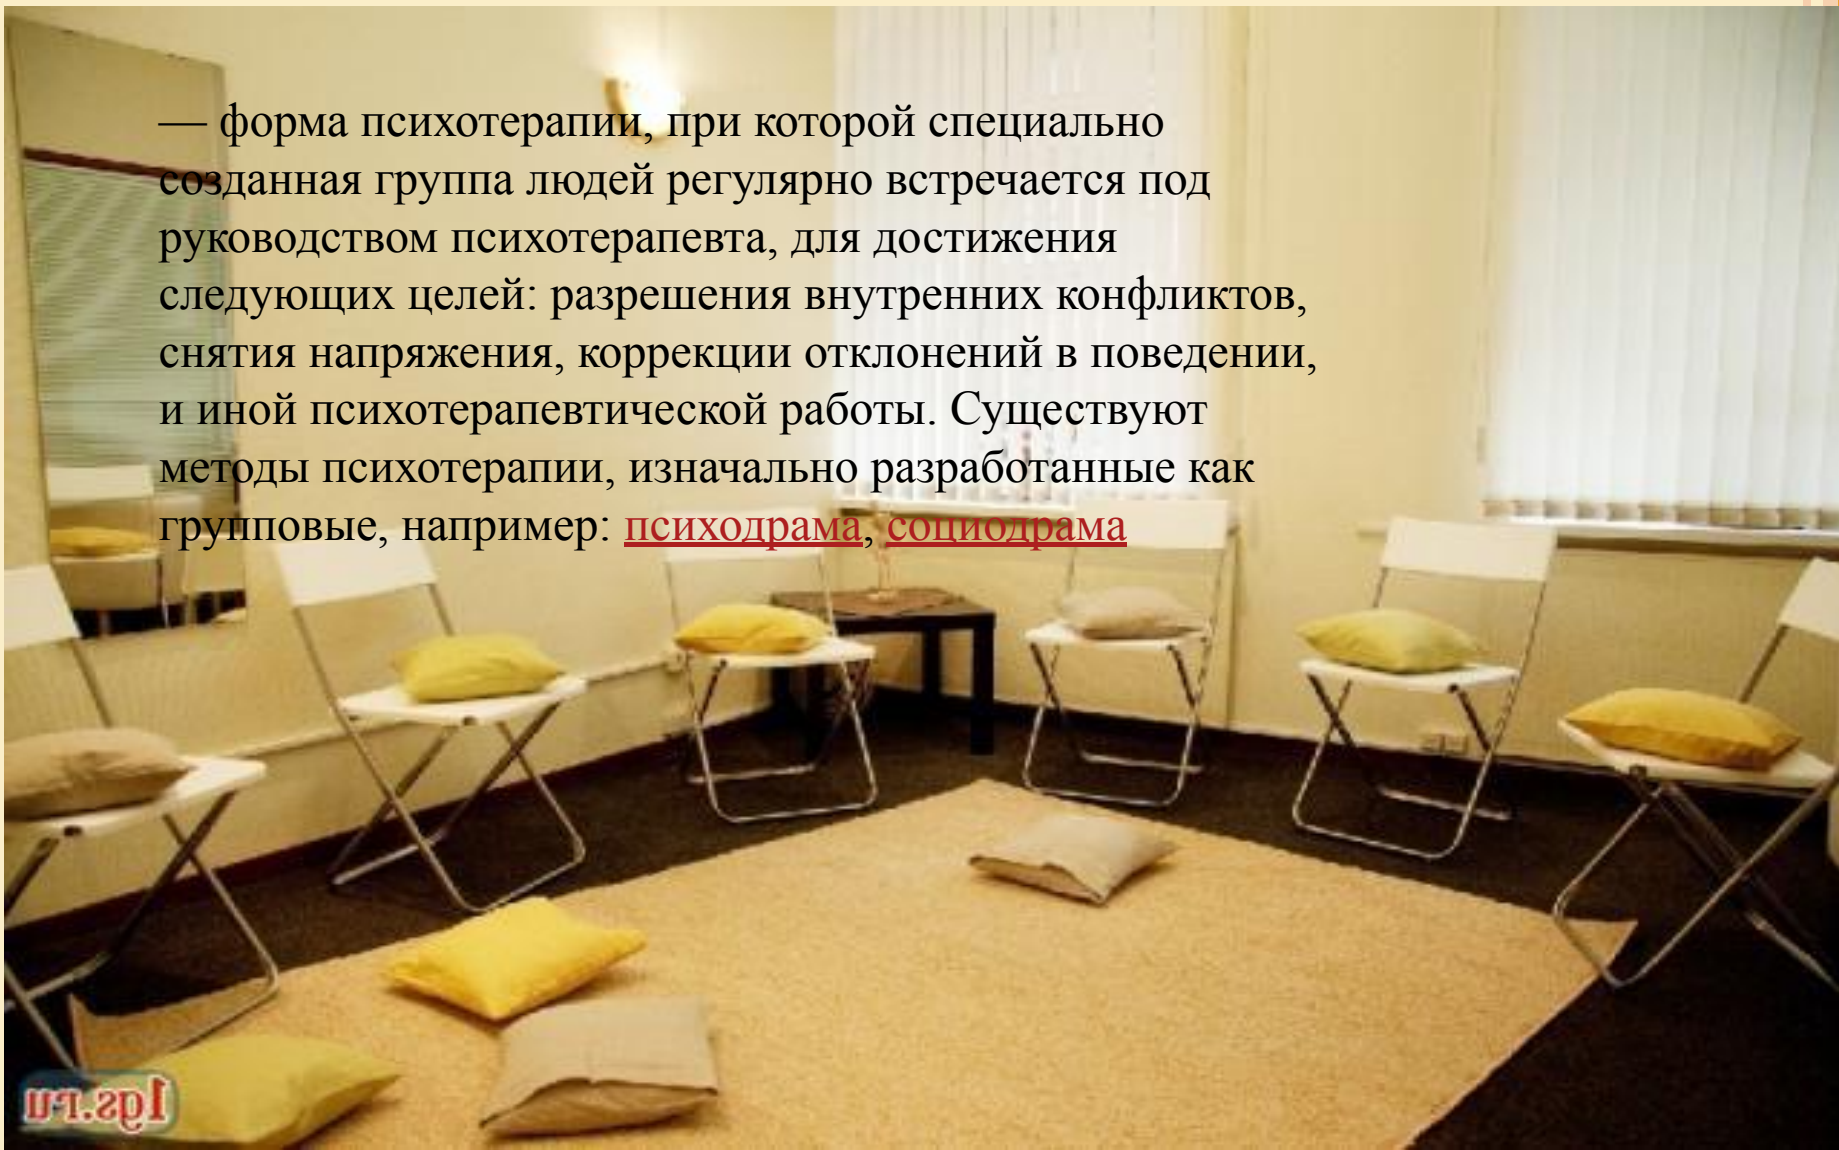 — форма психотерапии, при которой специально
созданная группа людей регулярно встречается под
руководством психотерапевта, для достижения
следующих целей: разрешения внутренних конфликтов,
снятия напряжения, коррекции отклонений в поведении,
и иной психотерапевтической работы. Существуют
методы психотерапии, изначально разработанные как
групповые, например: психодрама, социодрама
1gs.ru